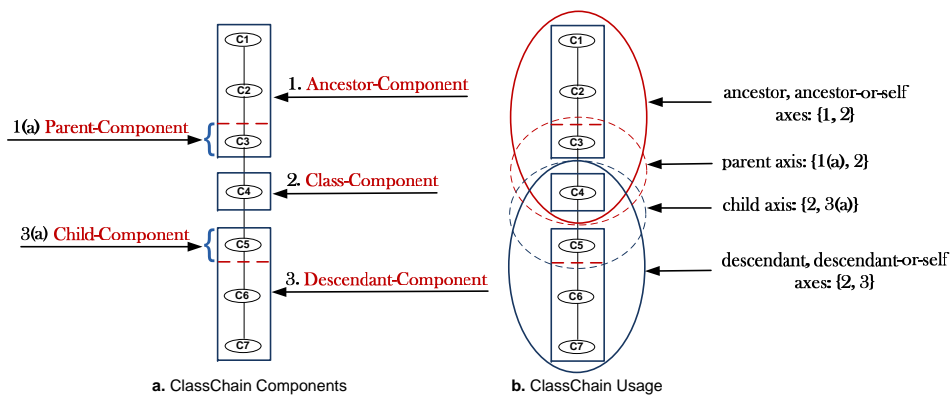 C1
C2
1. Ancestor-Component
1(a) Parent-Component
C3
2. Class-Component
C4
3(a) Child-Component
C5
3. Descendant-Component
C6
C7
a. ClassChain Components
C1
C2
ancestor, ancestor-or-self
axes: {1, 2}
C3
parent axis: {1(a), 2}
C4
child axis: {2, 3(a)}
C5
descendant, descendant-or-self
axes: {2, 3}
C6
C7
b. ClassChain Usage